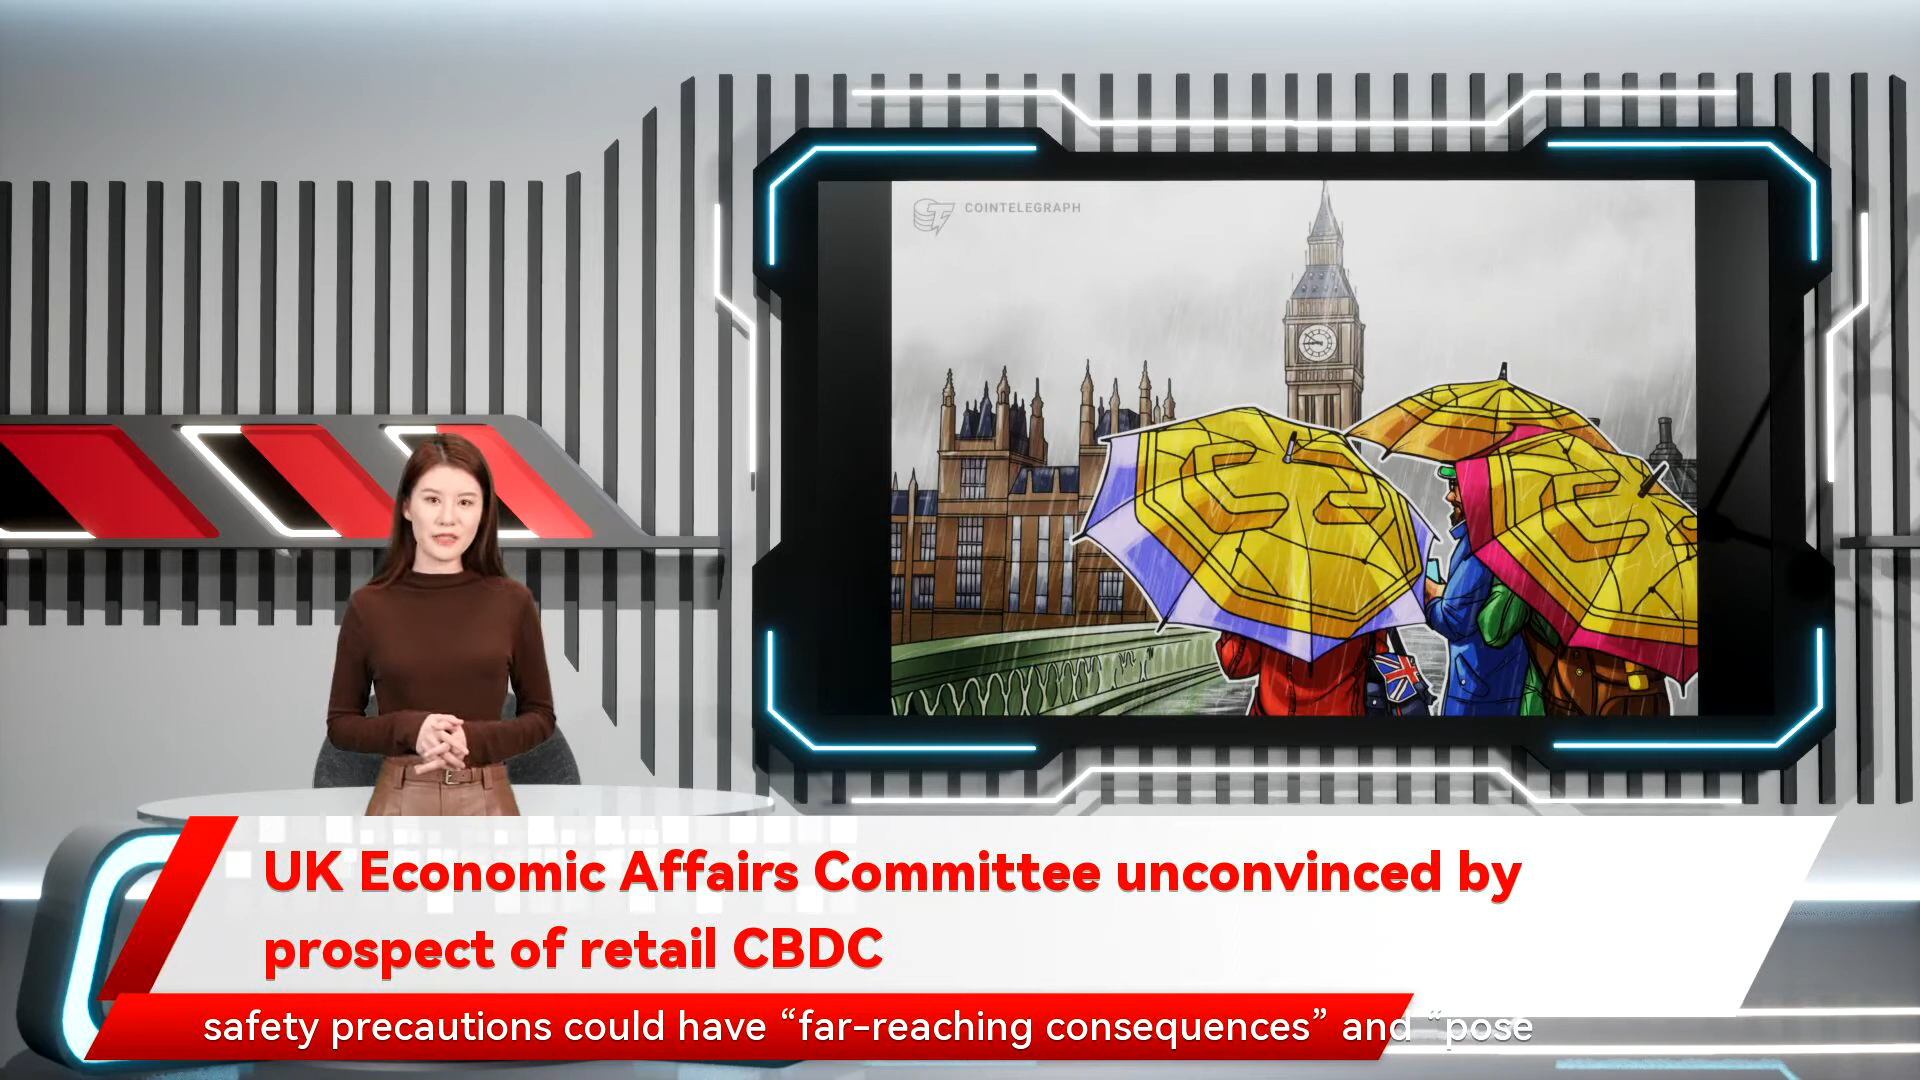 COINTELEGRAPH
UK Economic Affairs Committee unconvinced by
prospect of retail CBDC
safety precautions could have “far-reaching consequences” and “pose